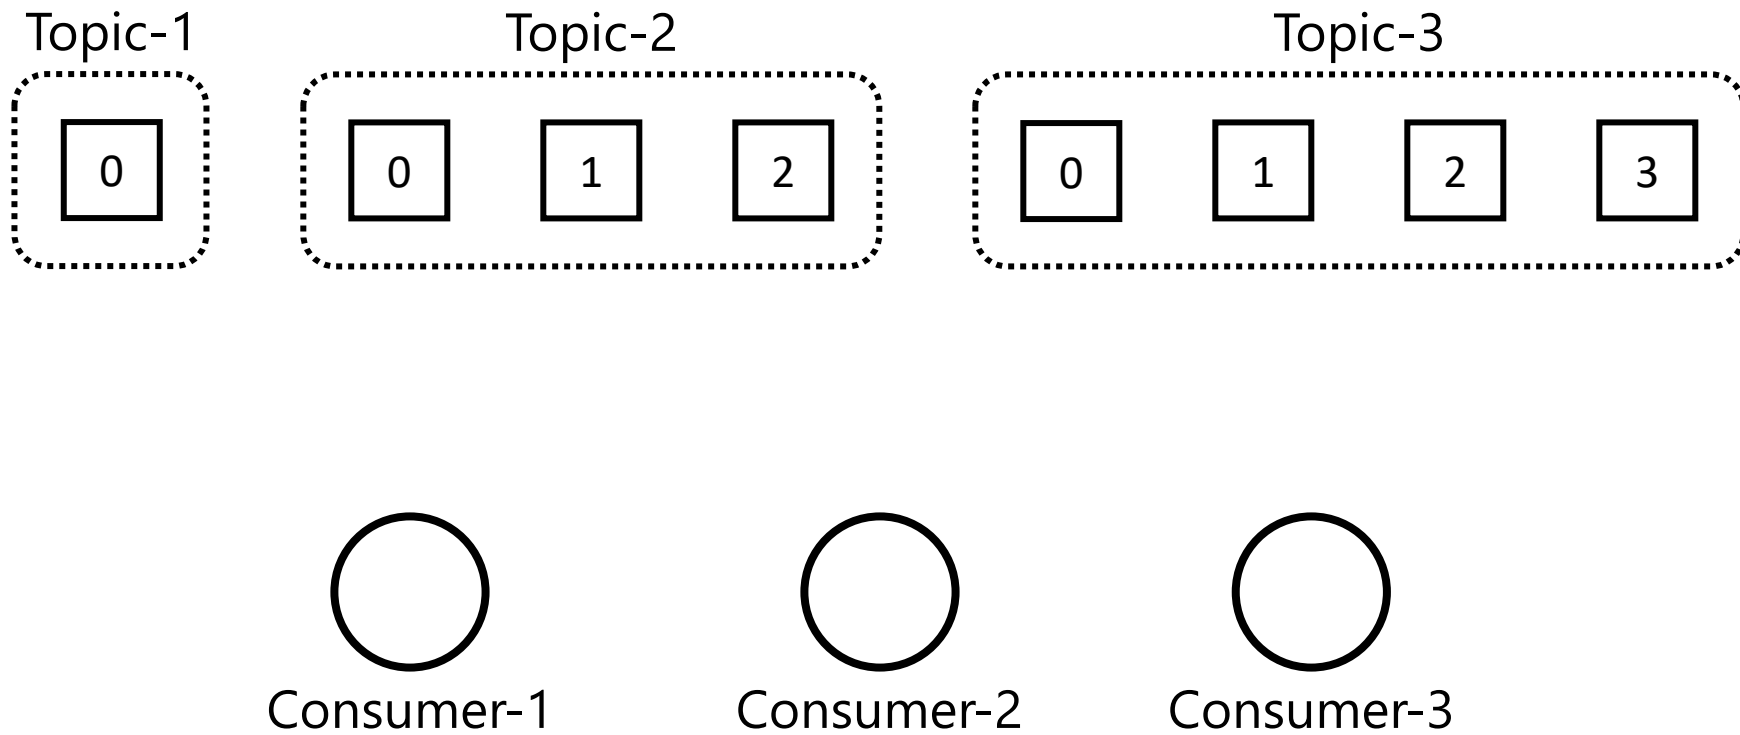 Topic-1 Topic-2 Topic-3
0 0 1 2 0 1 2 3
Consumer-1 Consumer-2 Consumer-3